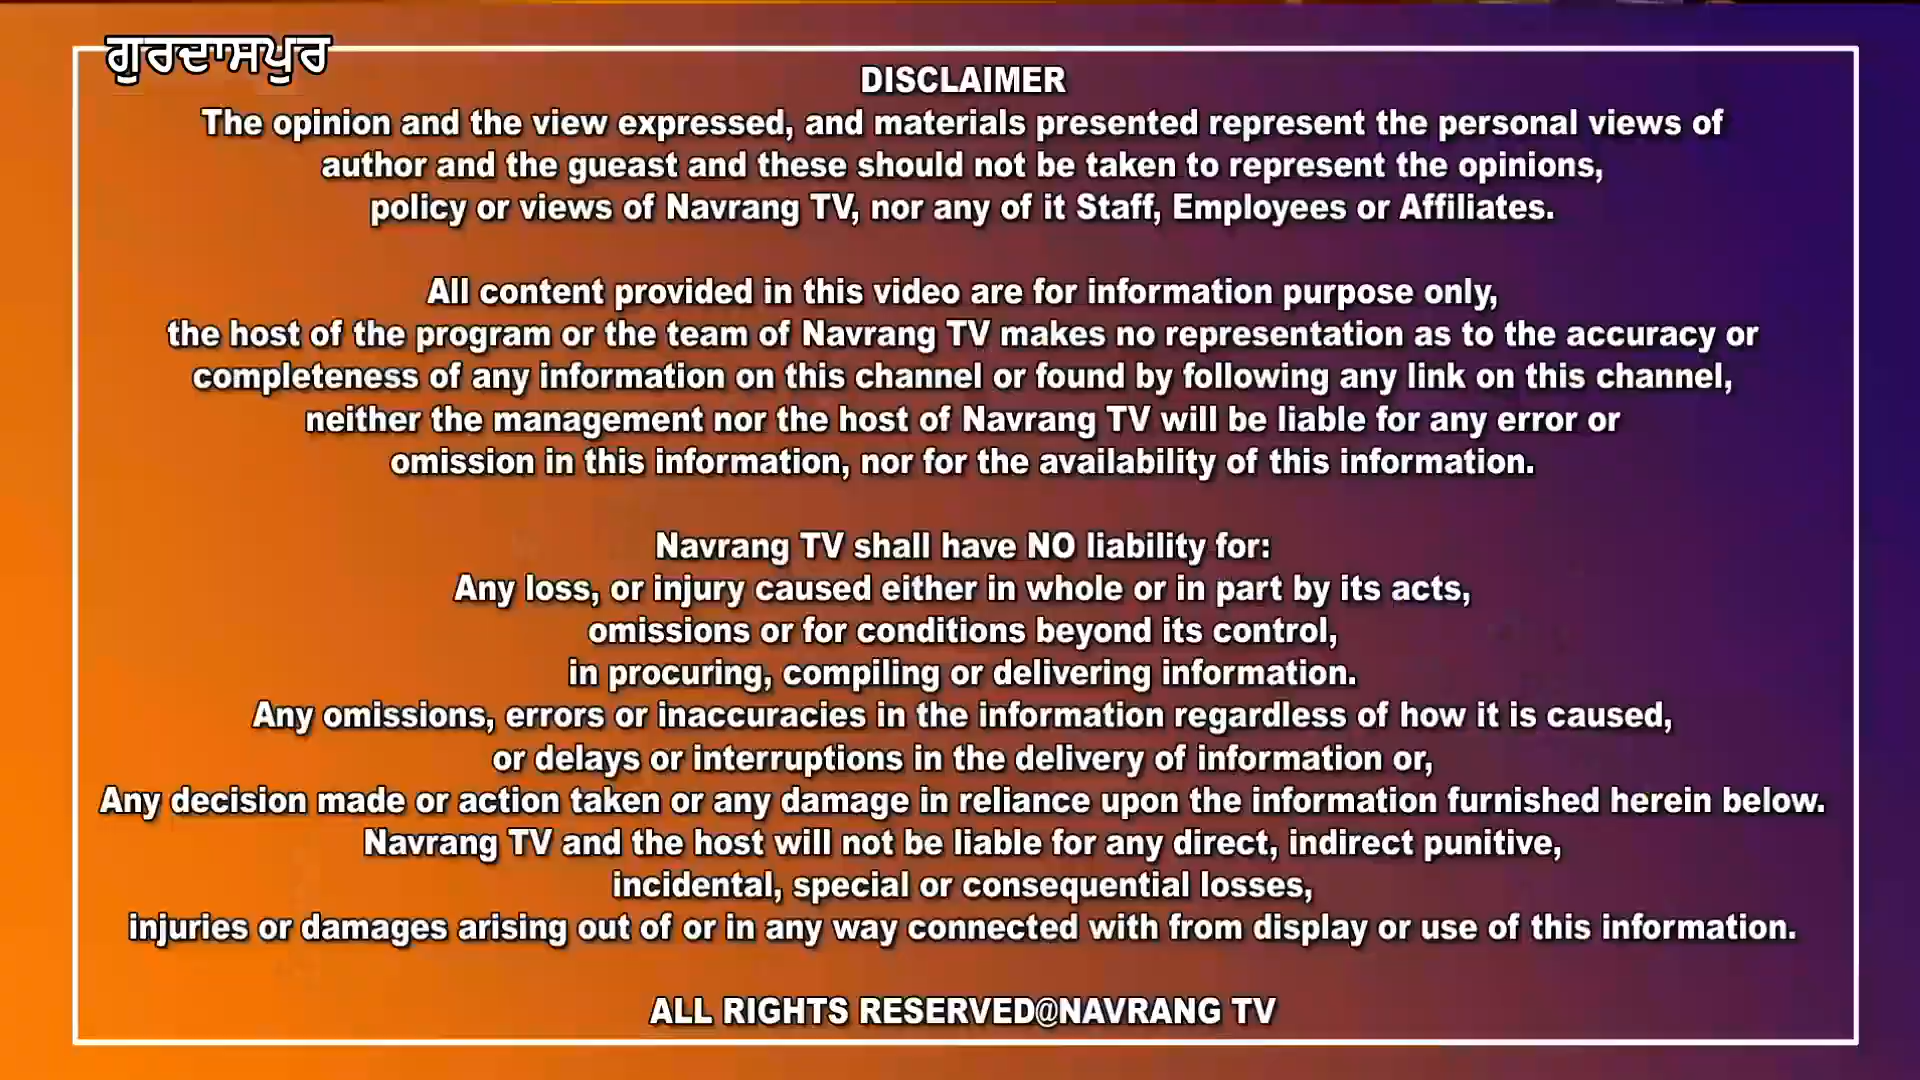 ਗੁਰਦਾਸਪੁਰ
DISCLAIMER
The opinion and the view expressed, and materials presented represent the personal views of
author and the gueast and these should not be taken to represent the opinions,
policy or views of Navrang TV, nor any of it Staff, Employees or Affiliates.
All content provided in this video are for information purpose only,
the host of the program or the team of Navrang TV makes no representation as to the accuracy or
completeness of any information on this channel or found by following any link on this channel,
neither the management nor the host of Navrang TV will be liable for any error or
omission in this information, nor for the availability of this information.
Navrang TV shall have NO liability for:
Any loss, or injury caused either in whole or in part by its acts,
omissions or for conditions beyond its control,
in procuring, compiling or delivering information.
Any omissions, errors or inaccuracies in the information regardless of how it is caused,
or delays or interruptions in the delivery of information or,
Any decision made or action taken or any damage in reliance upon the information furnished herein below.
Navrang TV and the host will not be liable for any direct, indirect punitive,
incidental, special or consequential losses,
injuries or damages arising out of or in any way connected with from display or use of this information.
ALL RIGHTS RESERVED@NAVRANG TV